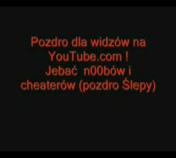 Pozdro dla widzów na
YouTube.com !
Jebać n00bów i
cheaterów (pozdro Ślepy)